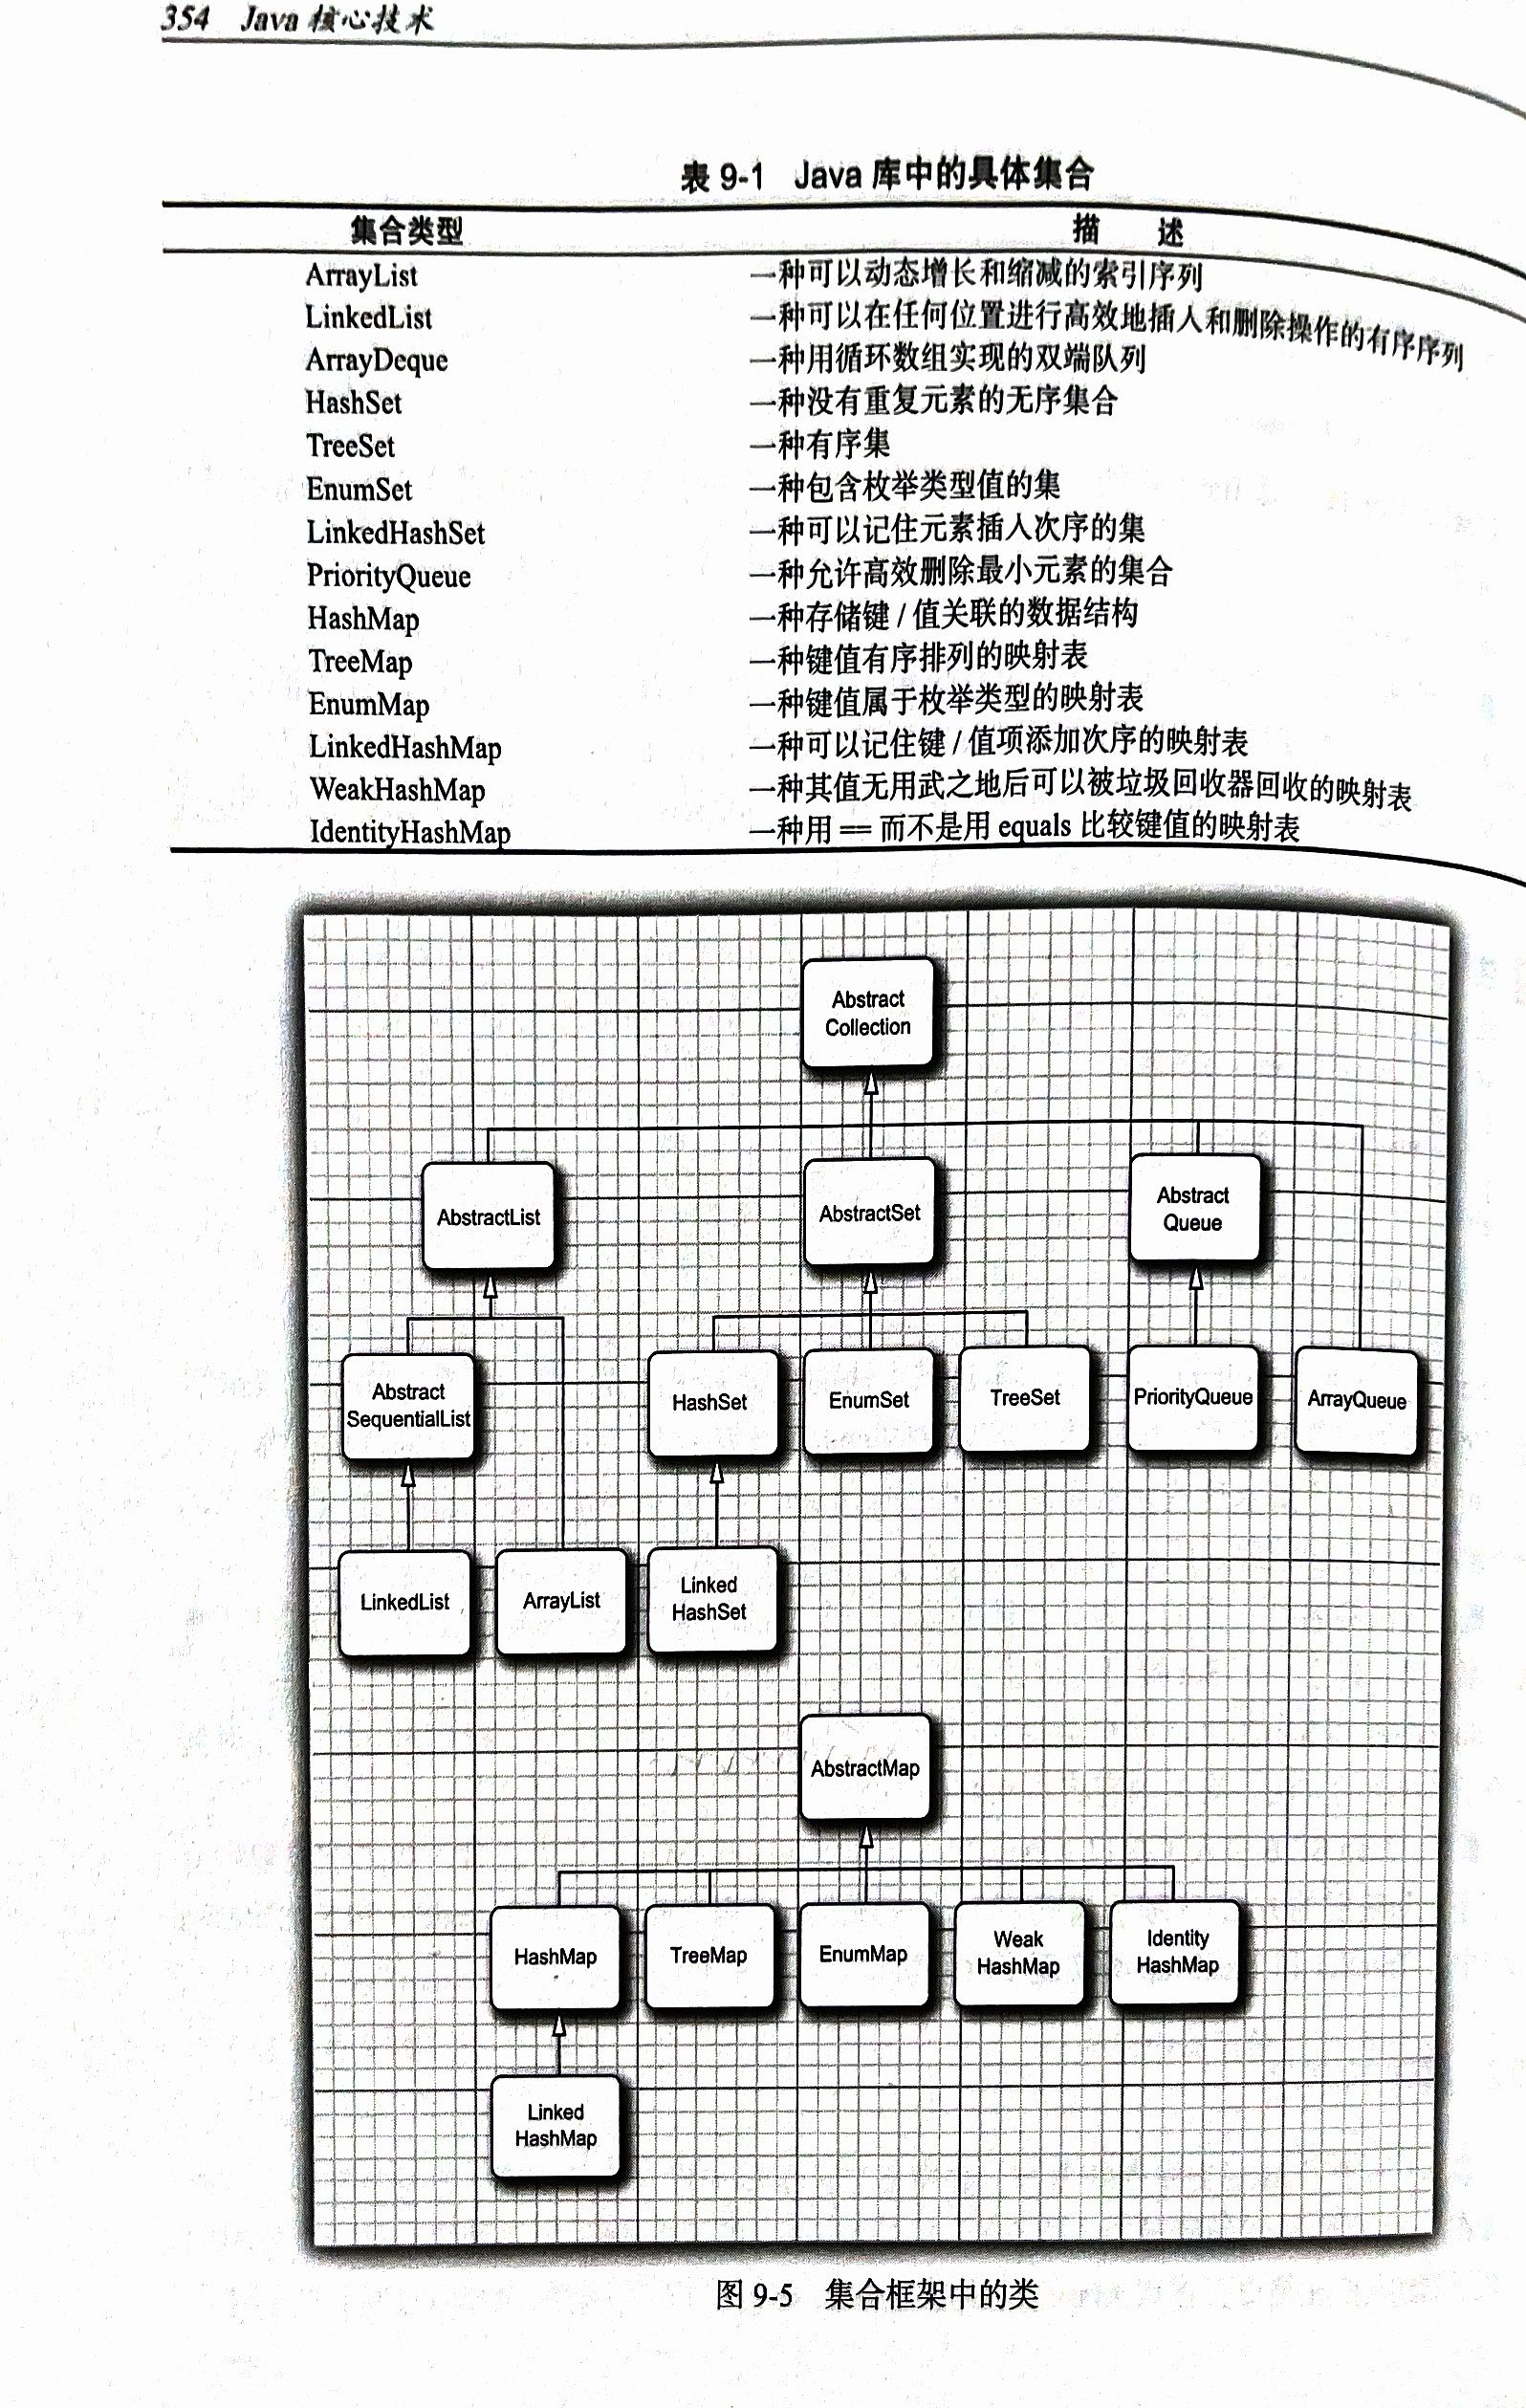 354 Java 核心技术
表 9-1 Java 库中的具体集合
集合类型 描 述
ArrayList 一种可以动态增长和缩减的索引序列
LinkedList 一种可以在任何位置进行高效地插入和删除操作的有序序列
ArrayDeque 一种用循环数组实现的双端队列
HashSet 一种没有重复元素的无序集合
TreeSet 一种有序集
EnumSet 一种包含枚举类型值的集
LinkedHashSet 一种可以记住元素插入次序的集
PriorityQueue 一种允许高效删除最小元素的集合
HashMap 一种存储键 / 值关联的数据结构
TreeMap 一种键值有序排列的映射表
EnumMap 一种键值属于枚举类型的映射表
LinkedHashMap 一种可以记住键 / 值项添加次序的映射表
WeakHashMap 一种其值无用武之地后可以被垃圾回收器回收的映射表
IdentityHashMap 一种用 == 而不是用 equals 比较键值的映射表
Abstract
Collection
AbstractList
AbstractSet
Abstract
Queue
Abstract
SequentialList
HashSet
EnumSet
TreeSet
PriorityQueue
ArrayQueue
LinkedList
ArrayList
Linked
HashSet
AbstractMap
HashMap
TreeMap
EnumMap
Weak
HashMap
Identity
HashMap
Linked
HashMap
图 9-5 集合框架中的类